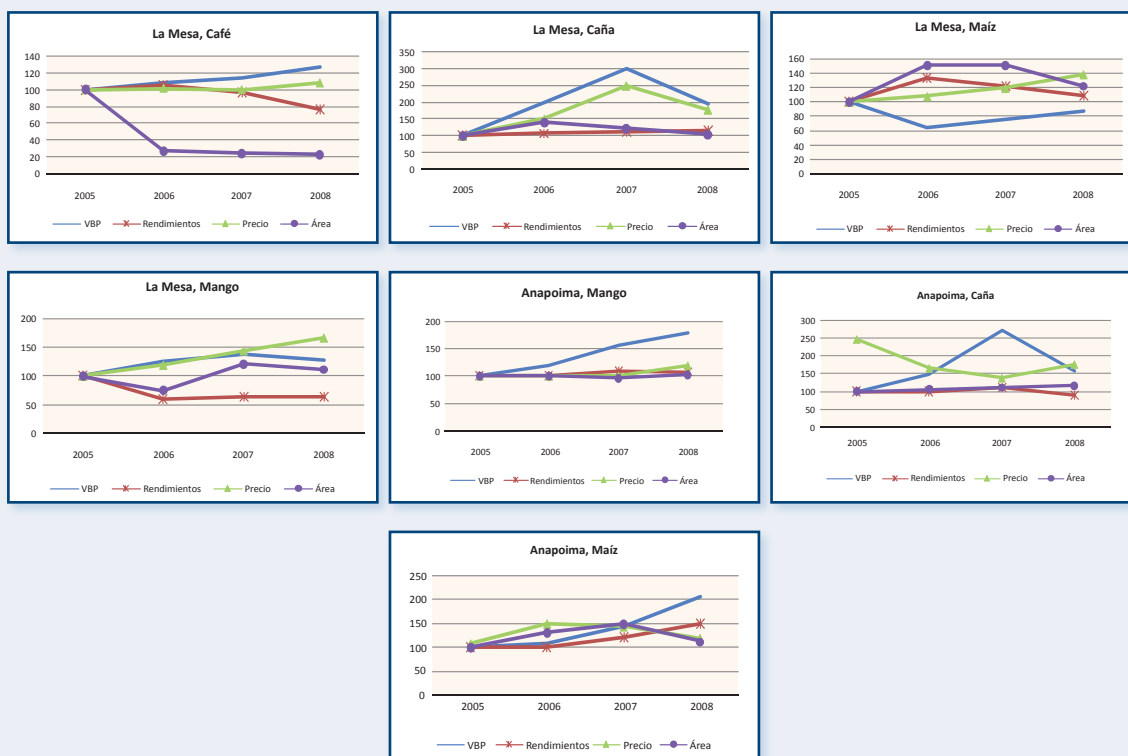 La Mesa, Café
140
120
100
80
60
40
20
0
2005 2006 2007 2008
VBP Rendimientos Precio Área
La Mesa, Caña
350
300
250
200
150
100
50
0
2005 2006 2007 2008
VBP Rendimientos Precio Área
La Mesa, Maíz
160
140
120
100
80
60
40
20
0
2005 2006 2007 2008
VBP Rendimientos Precio Área
La Mesa, Mango
200
150
100
50
0
2005 2006 2007 2008
VBP Rendimientos Precio Área
Anapoima, Mango
200
150
100
50
0
2005 2006 2007 2008
VBP Rendimientos Precio Área
Anapoima, Caña
300
250
200
150
100
50
0
2005 2006 2007 2008
VBP Rendimientos Precio Área
Anapoima, Maíz
250
200
150
100
50
0
2005 2006 2007 2008
VBP Rendimientos Precio Área